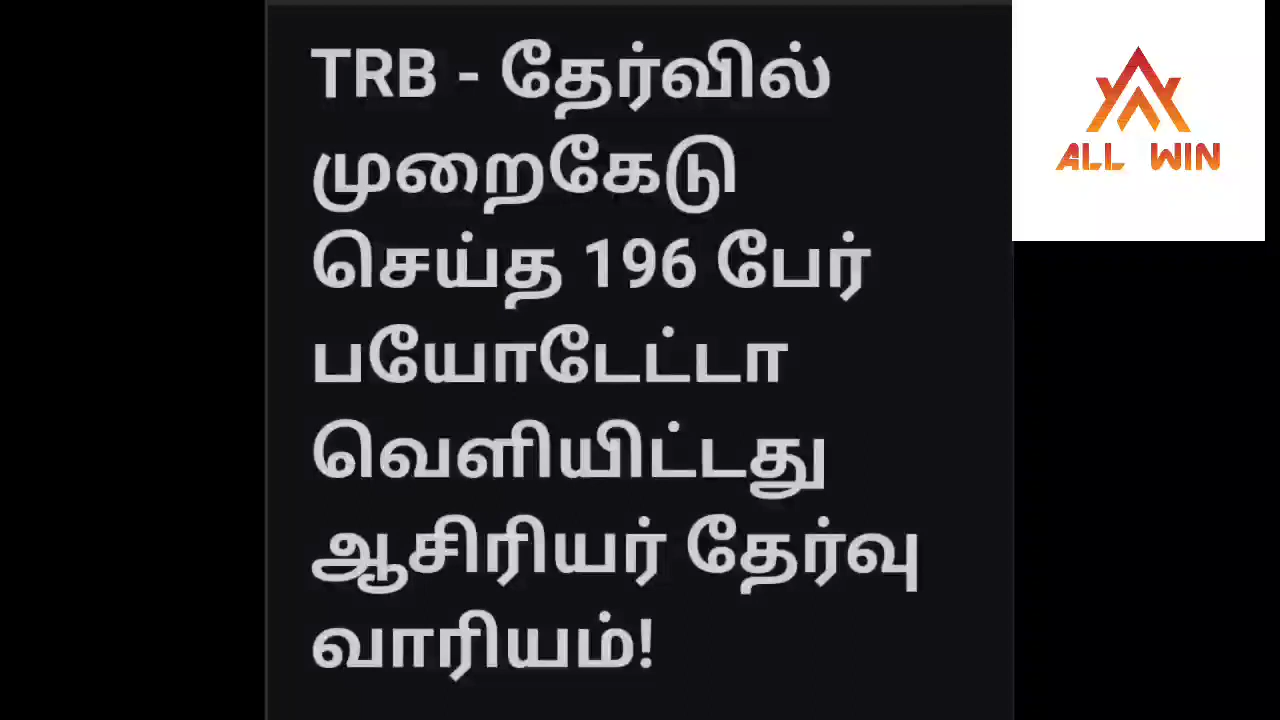 TRB - தேர்வில்
முறைகேடு
செய்த 196 பேர்
பயோடேட்டா
வெளியிட்டது
ஆசிரியர் தேர்வு
வாரியம்!
ALL WIN